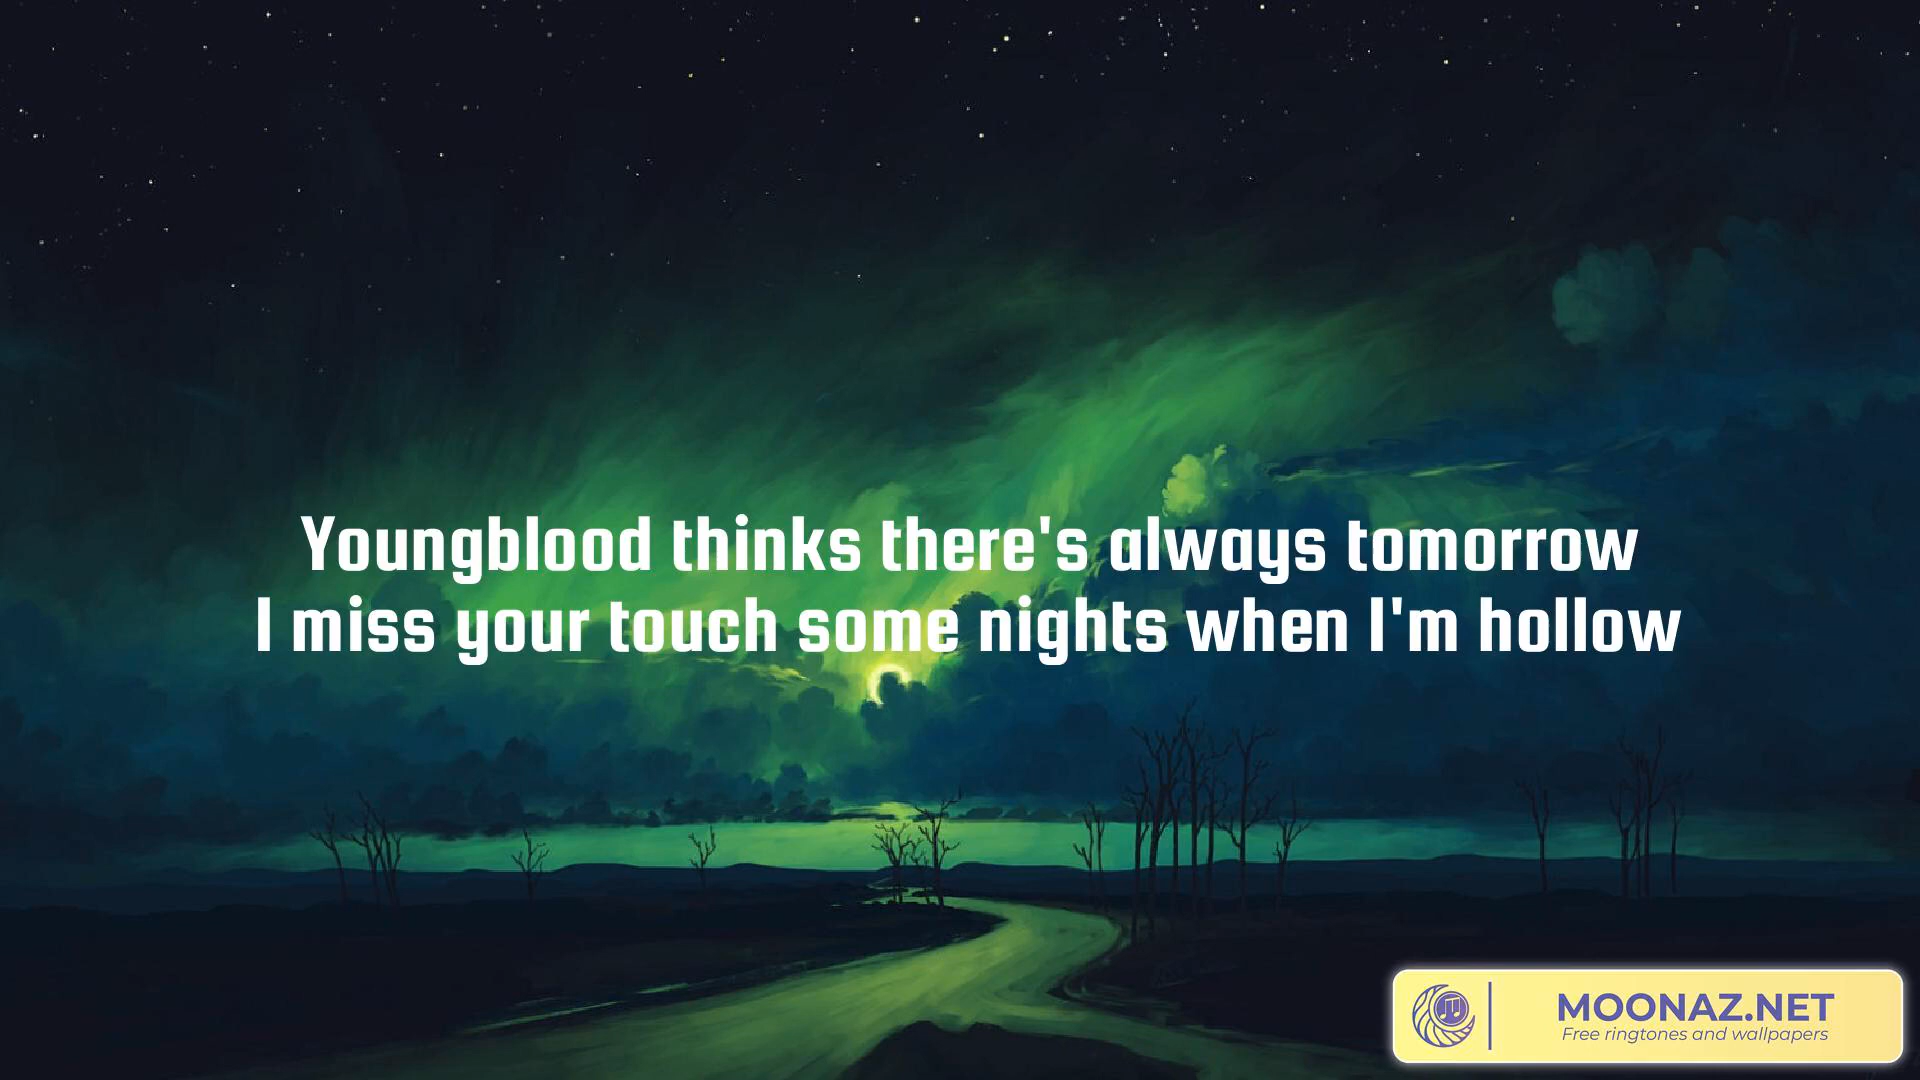 Youngblood thinks there's always tomorrow
I miss your touch some nights when I'm hollow
MOONAZ.NET
Free ringtones and wallpapers